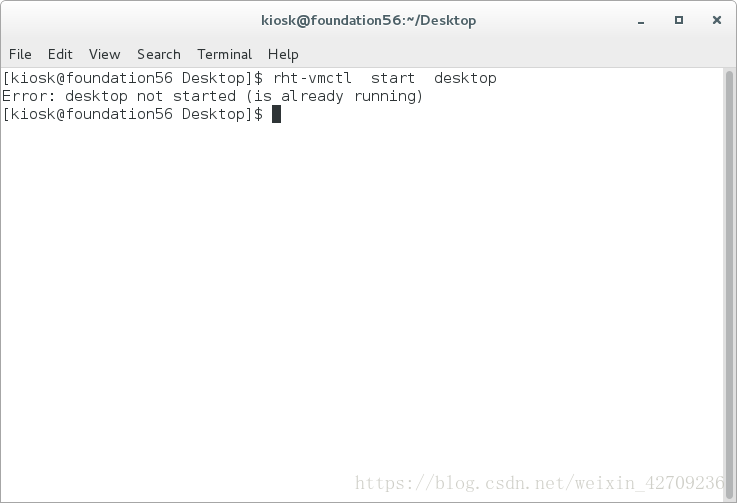 kiosk@foundation56:~/Desktop
File Edit View Search Terminal Help
[kiosk@foundation56 Desktop]$ rht-vmctl  start  desktop
Error: desktop not started (is already running)
[kiosk@foundation56 Desktop]$
https://blog.csdn.net/weixin_42709236